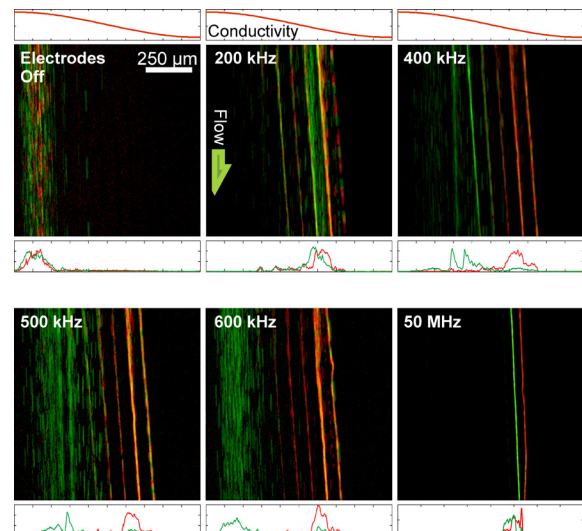 Conductivity
Electrodes
Off
250 µm
200 kHz
400 kHz
Flow
500 kHz
600 kHz
50 MHz